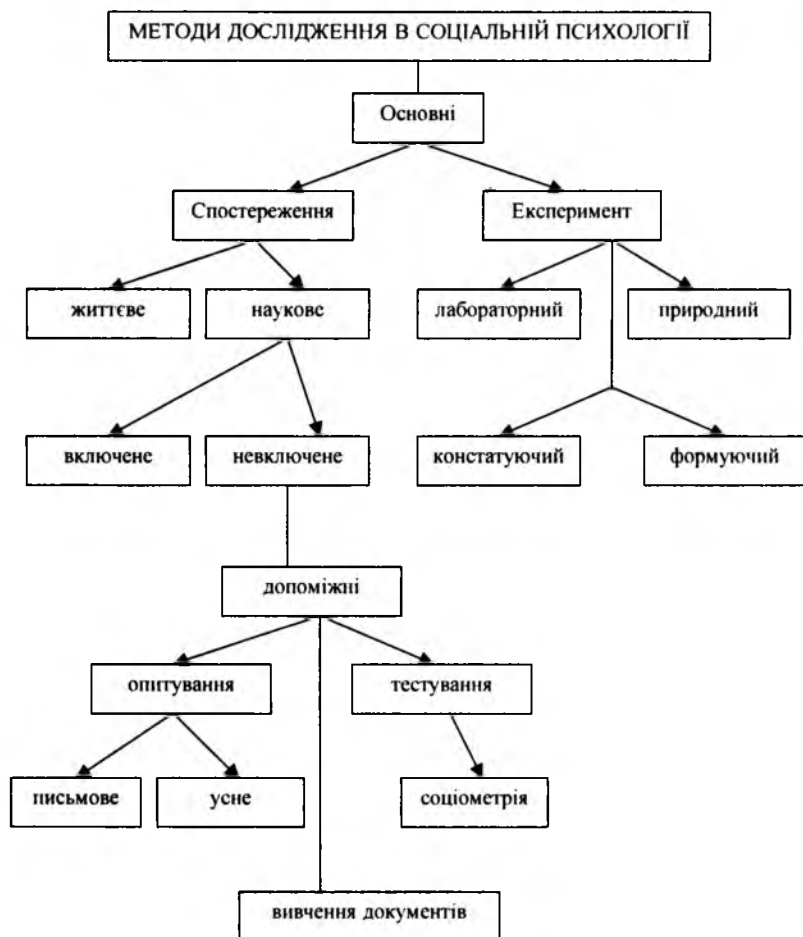 МЕТОДИ ДОСЛІДЖЕННЯ В СОЦІАЛЬНІЙ ПСИХОЛОГІЇ
Основні
Спостереження
Експеримент
життєве
наукове
лабораторний
природний
включене
невключене
констатуючий
формуючий
допоміжні
опитування
тестування
письмове
усне
соціометрія
вивчення документів